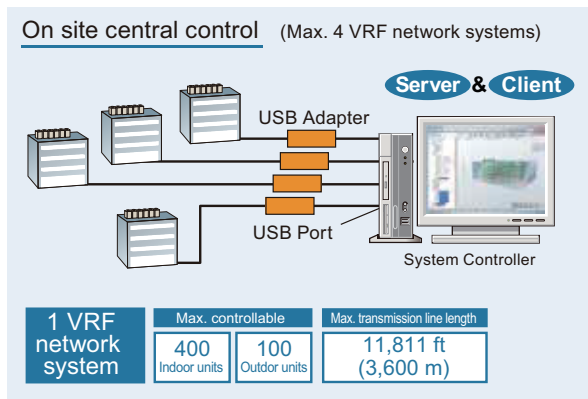 On site central control (Max. 4 VRF network systems)
Server & Client
USB Adapter
USB Port
System Controller
1 VRF
network
system
Max. controllable
400
Indoor units
100
Outdor units
Max. transmission line length
11,811 ft
(3,600 m)